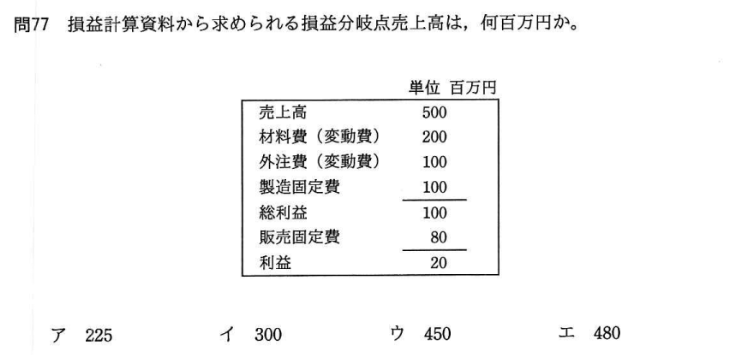 問77 損益計算資料から求められる損益分岐点売上高は，何百万円か。
単位 百万円
売上高 500
材料費（変動費） 200
外注費（変動費） 100
製造固定費 100
総利益 100
販売固定費 80
利益 20
ア 225 イ 300 ウ 450 エ 480